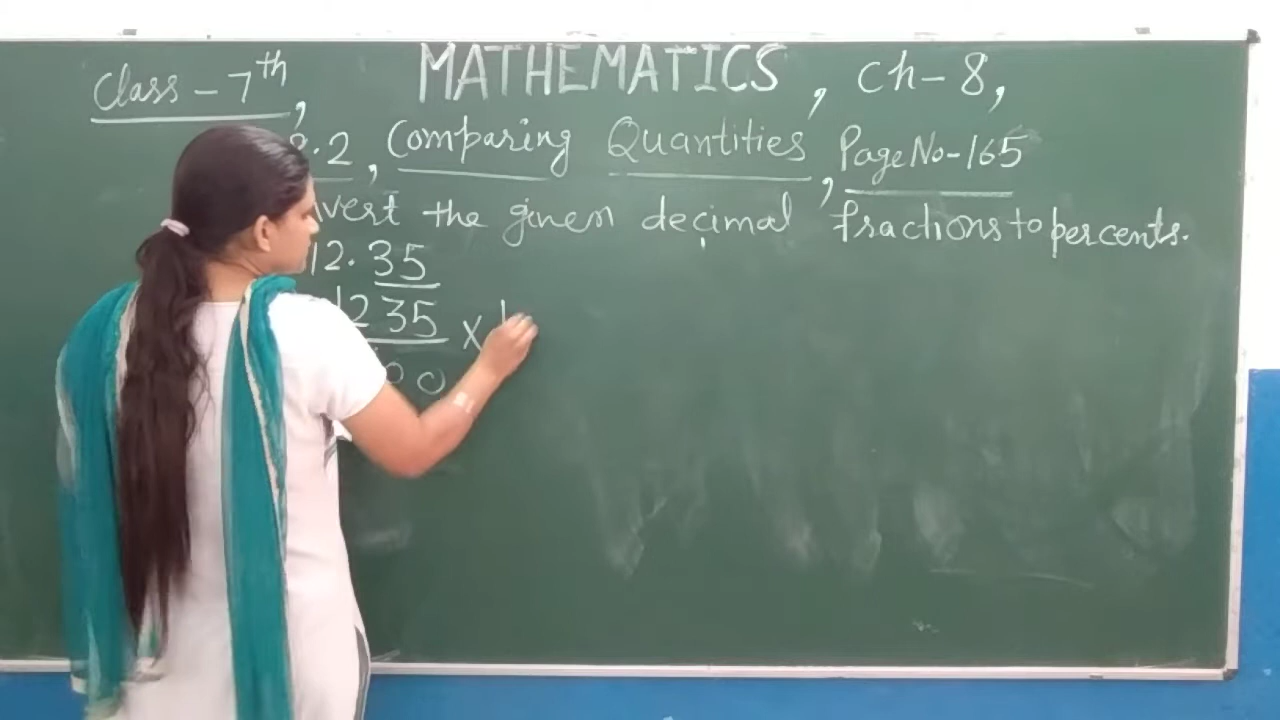 Class - 7th, MATHEMATICS, Ch-8,
.2, Comparing Quantities, Page No-165
vert the given decimal fractions to percents.
12.35
1235 × 1
00